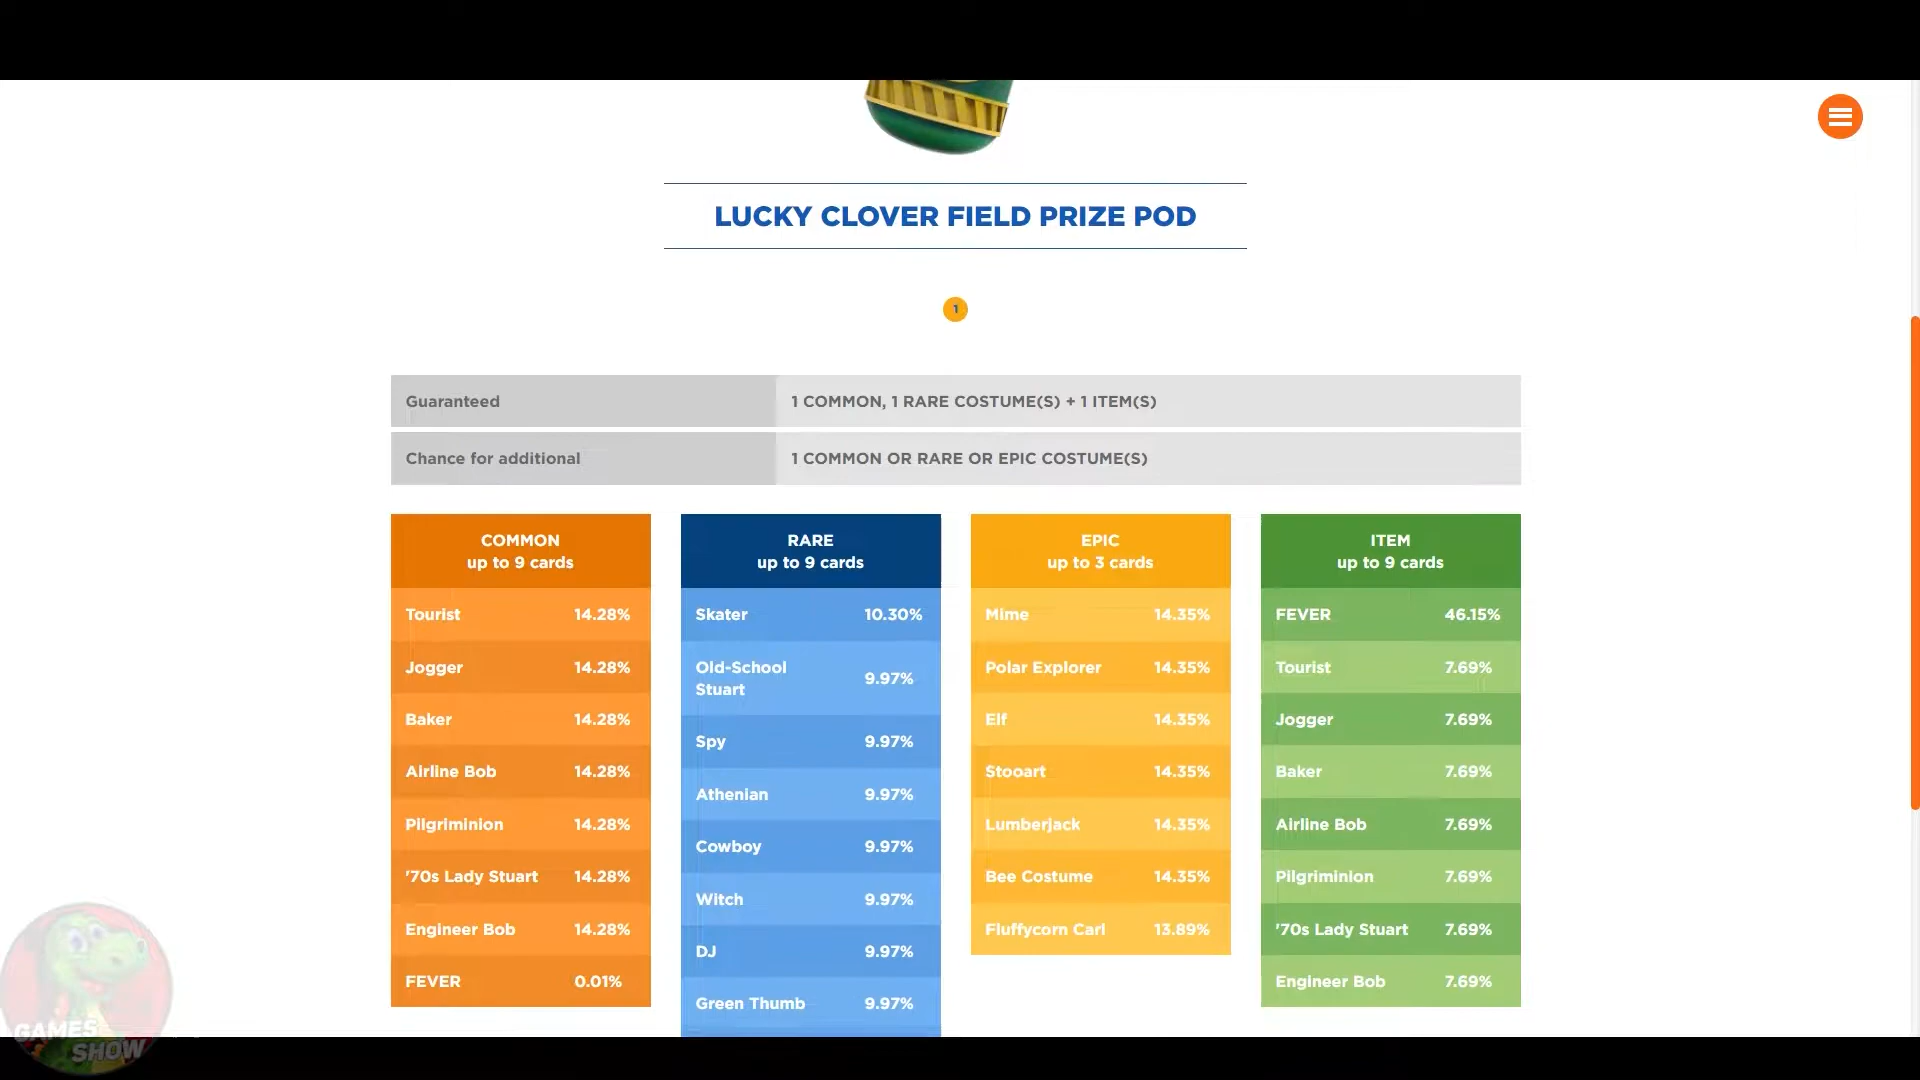 LUCKY CLOVER FIELD PRIZE POD
1
Guaranteed 1 COMMON, 1 RARE COSTUME(S) + 1 ITEM(S)
Chance for additional 1 COMMON OR RARE OR EPIC COSTUME(S)
COMMON
up to 9 cards
Tourist 14.28%
Jogger 14.28%
Baker 14.28%
Airline Bob 14.28%
Pilgriminion 14.28%
'70s Lady Stuart 14.28%
Engineer Bob 14.28%
FEVER 0.01%
RARE
up to 9 cards
Skater 10.30%
Old-School
Stuart 9.97%
Spy 9.97%
Athenian 9.97%
Cowboy 9.97%
Witch 9.97%
DJ 9.97%
Green Thumb 9.97%
EPIC
up to 3 cards
Mime 14.35%
Polar Explorer 14.35%
Elf 14.35%
Stooart 14.35%
Lumberjack 14.35%
Bee Costume 14.35%
Fluffycorn Carl 13.89%
ITEM
up to 9 cards
FEVER 46.15%
Tourist 7.69%
Jogger 7.69%
Baker 7.69%
Airline Bob 7.69%
Pilgriminion 7.69%
'70s Lady Stuart 7.69%
Engineer Bob 7.69%
GAMES
SHOW